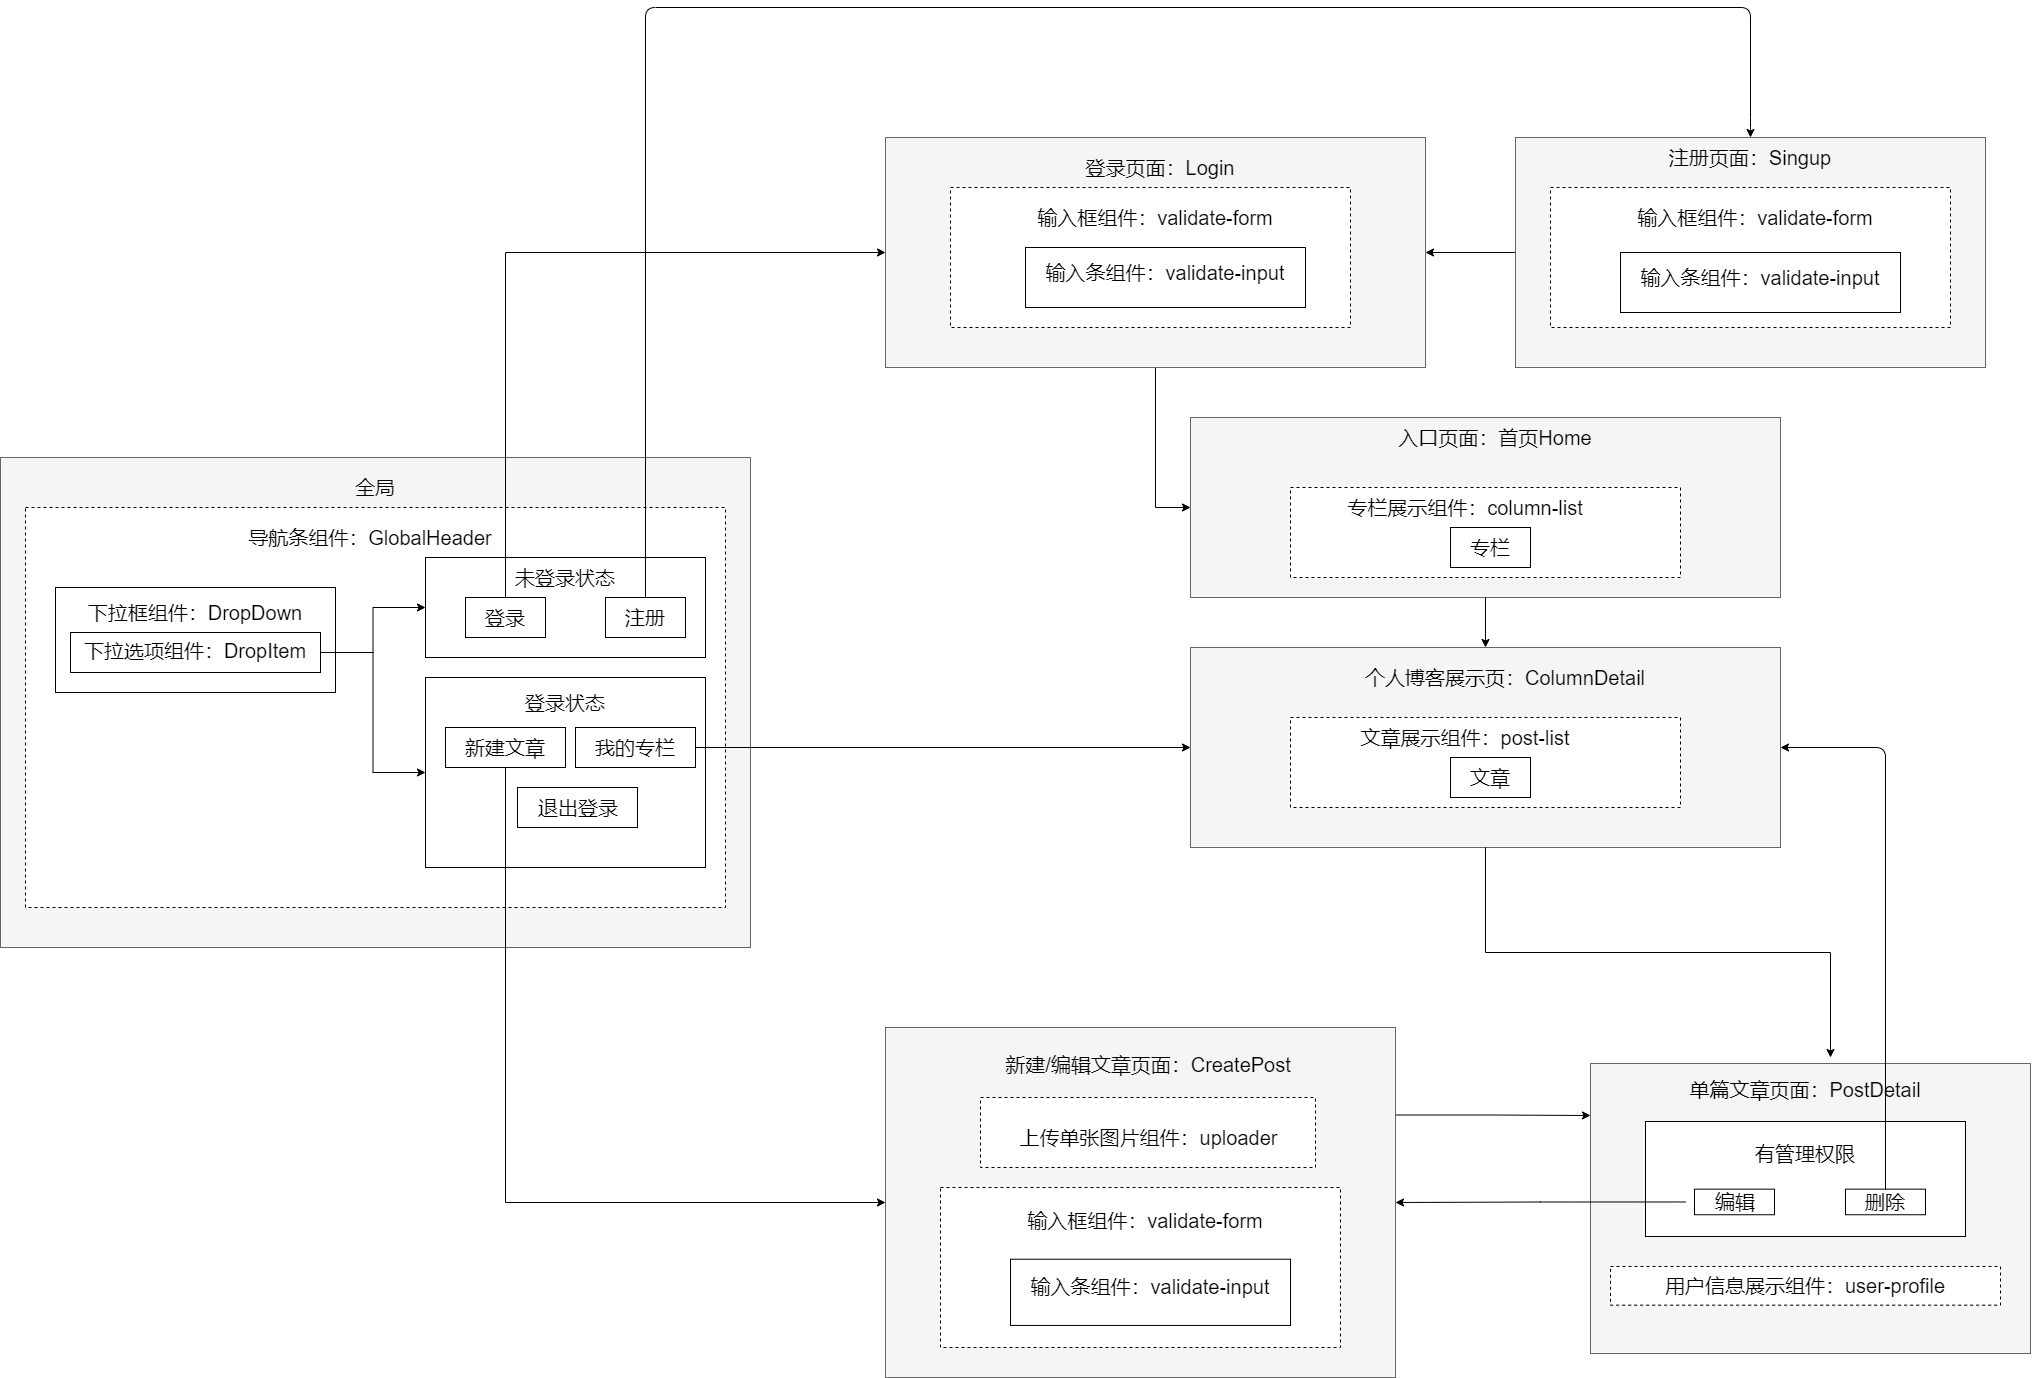 登录页面：Login
输入框组件：validate-form
输入条组件：validate-input
注册页面：Singup
输入框组件：validate-form
输入条组件：validate-input
入口页面：首页Home
专栏展示组件：column-list
专栏
全局
导航条组件：GlobalHeader
下拉框组件：DropDown
下拉选项组件：DropItem
未登录状态
登录
注册
登录状态
新建文章
我的专栏
退出登录
个人博客展示页：ColumnDetail
文章展示组件：post-list
文章
新建/编辑文章页面：CreatePost
上传单张图片组件：uploader
输入框组件：validate-form
输入条组件：validate-input
单篇文章页面：PostDetail
有管理权限
编辑
删除
用户信息展示组件：user-profile